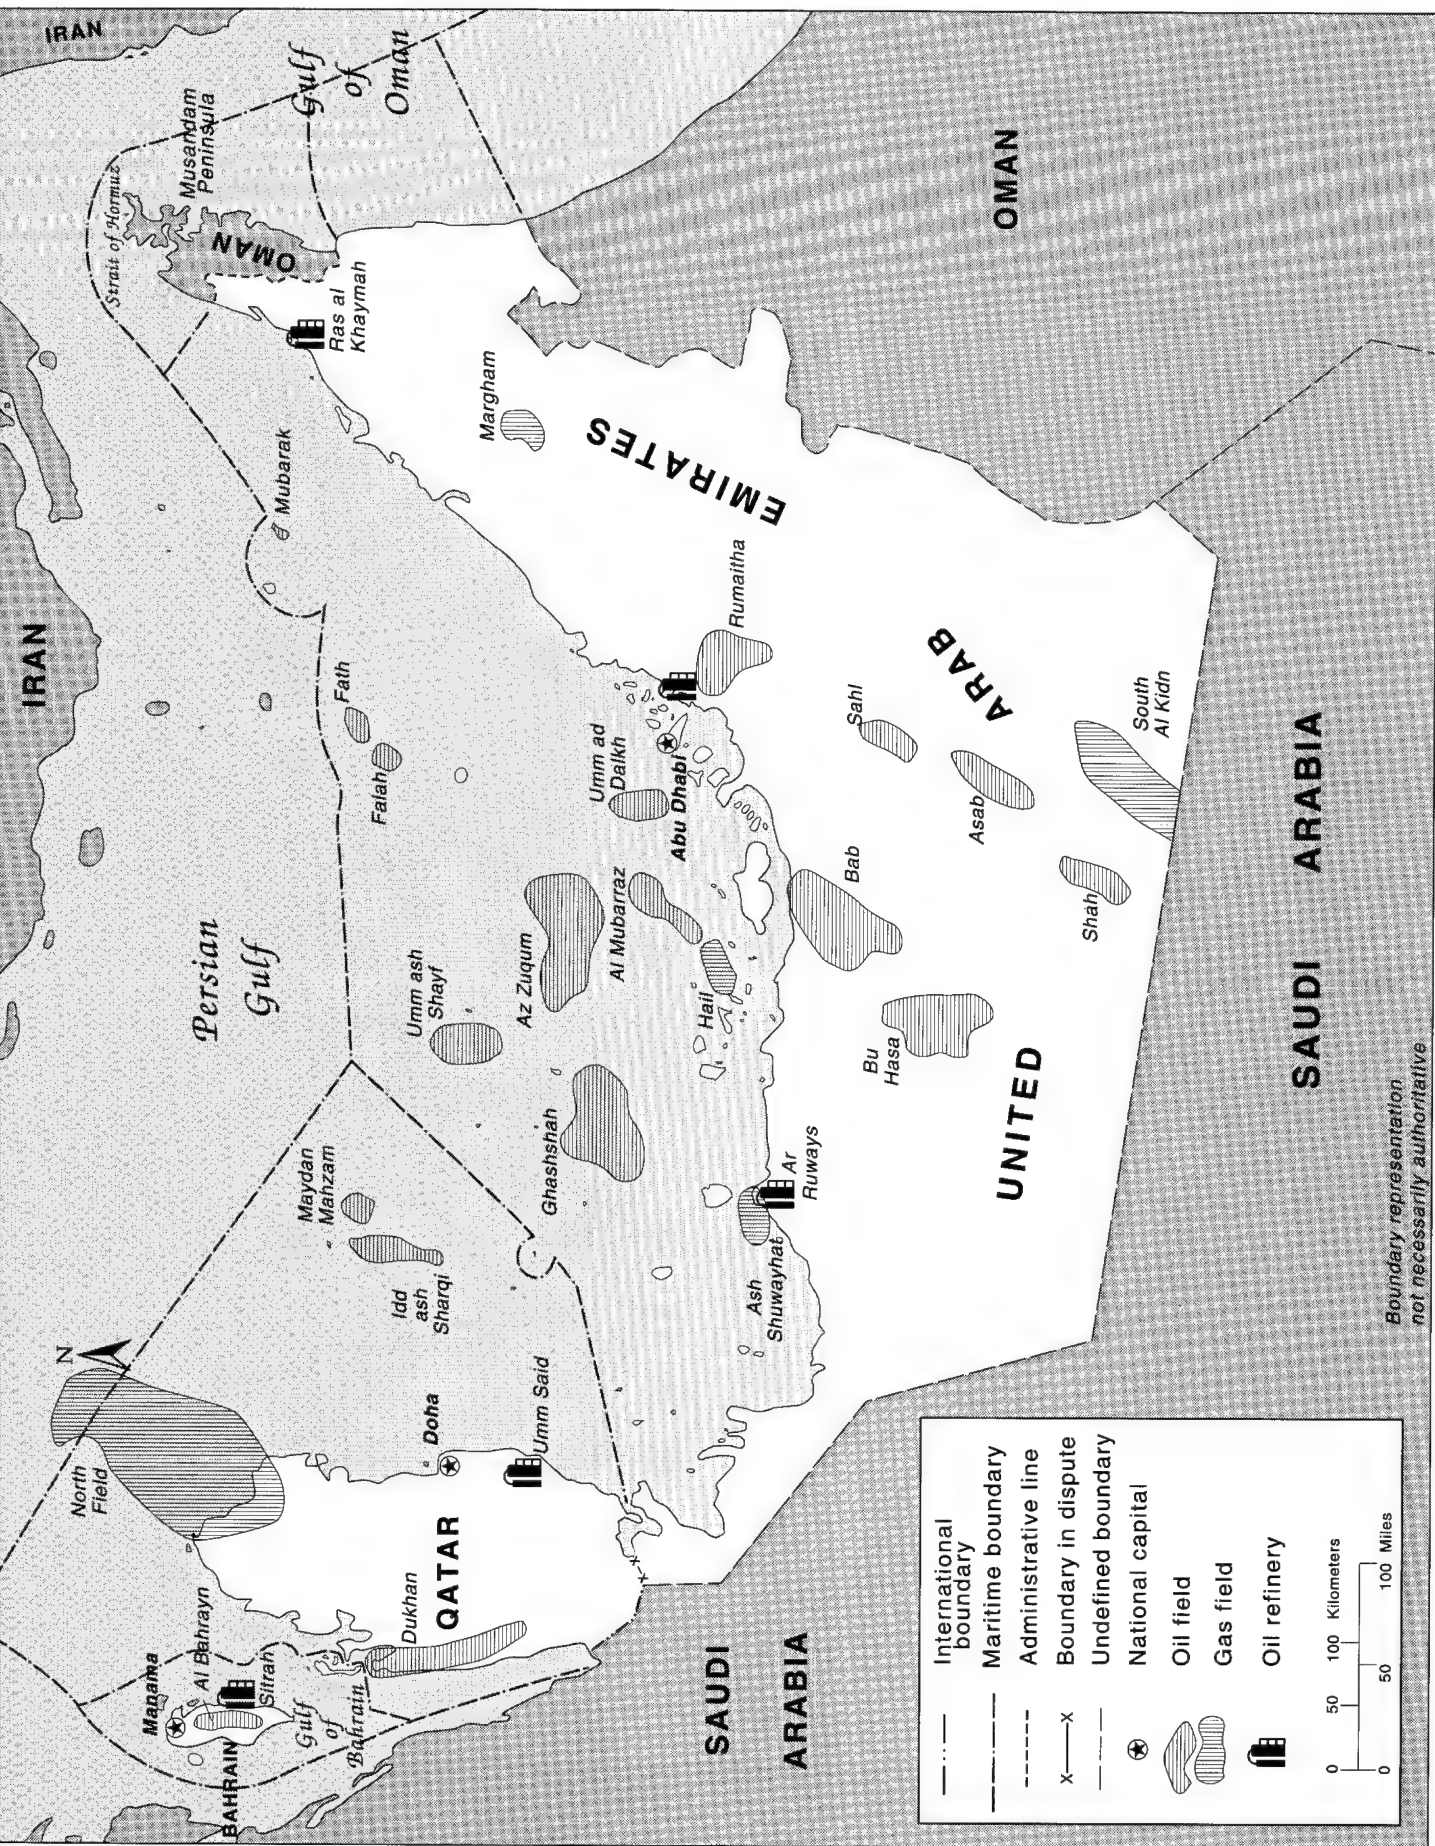 IRAN
Gulf
of
Oman
Musandam
Peninsula
Strait of Hormuz
OMAN
Ras al
Khaymah
OMAN
Margham
Mubarak
EMIRATES
IRAN
Rumaitha
Fath
Falah
Umm ad
Dalkh
Abu Dhabi
Sahl
ARAB
South
Al Kidn
Asab
Persian
Gulf
Umm ash
Shayf
Az Zuqum
Al Mubarraz
Hail
Bab
Shah
Bu
Hasa
UNITED
SAUDI ARABIA
Maydan
Mahzam
Idd
ash
Sharqi
Ghashshah
Ar
Ruways
Ash
Shuwayhat
N
North
Field
Doha
Umm Said
QATAR
Dukhan
Manama
Al Bahrayn
Sitrah
BAHRAIN
Gulf
of
Bahrain
SAUDI
ARABIA
International
boundary
Maritime boundary
Administrative line
x x Boundary in dispute
Undefined boundary
National capital
Oil field
Gas field
Oil refinery
0 50 100 Kilometers
0 50 100 Miles
Boundary representation
not necessarily authoritative